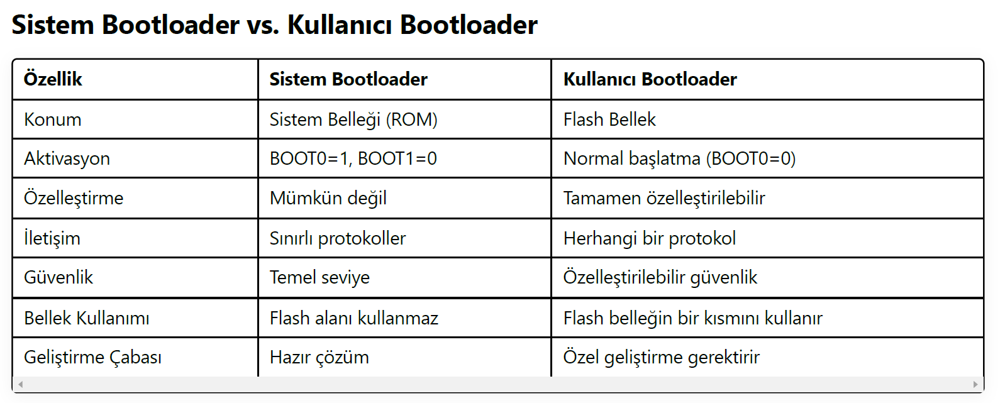 Sistem Bootloader vs. Kullanıcı Bootloader
Özellik Sistem Bootloader Kullanıcı Bootloader
Konum Sistem Belleği (ROM) Flash Bellek
Aktivasyon BOOT0=1, BOOT1=0 Normal başlatma (BOOT0=0)
Özelleştirme Mümkün değil Tamamen özelleştirilebilir
İletişim Sınırlı protokoller Herhangi bir protokol
Güvenlik Temel seviye Özelleştirilebilir güvenlik
Bellek Kullanımı Flash alanı kullanmaz Flash belleğin bir kısmını kullanır
Geliştirme Çabası Hazır çözüm Özel geliştirme gerektirir